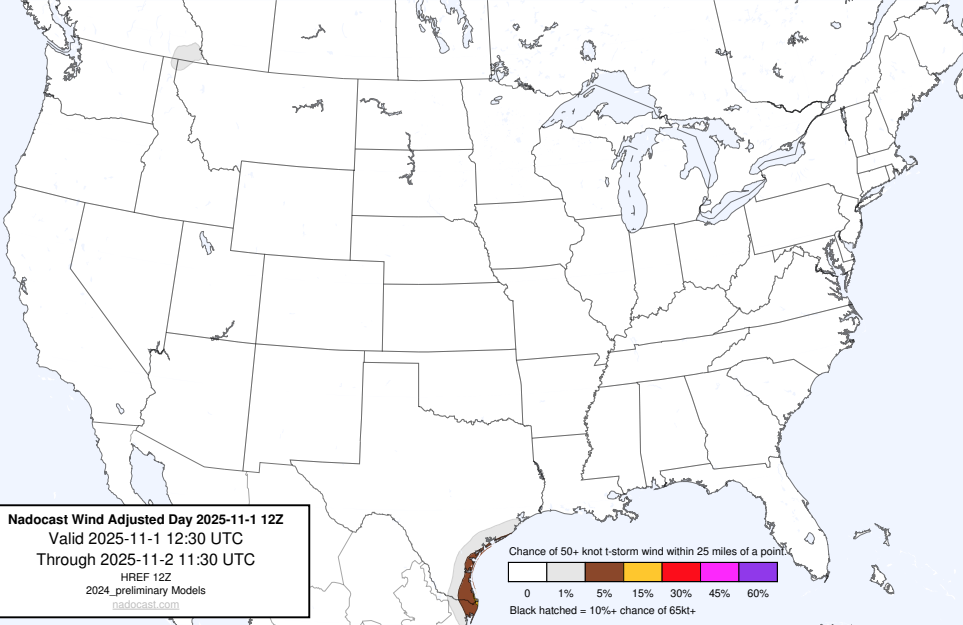 Nadocast Wind Adjusted Day 2025-11-1 12Z
Valid 2025-11-1 12:30 UTC
Through 2025-11-2 11:30 UTC
HREF 12Z
2024_preliminary Models
nadocast.com
Chance of 50+ knot t-storm wind within 25 miles of a point.
0 1% 5% 15% 30% 45% 60%
Black hatched = 10%+ chance of 65kt+